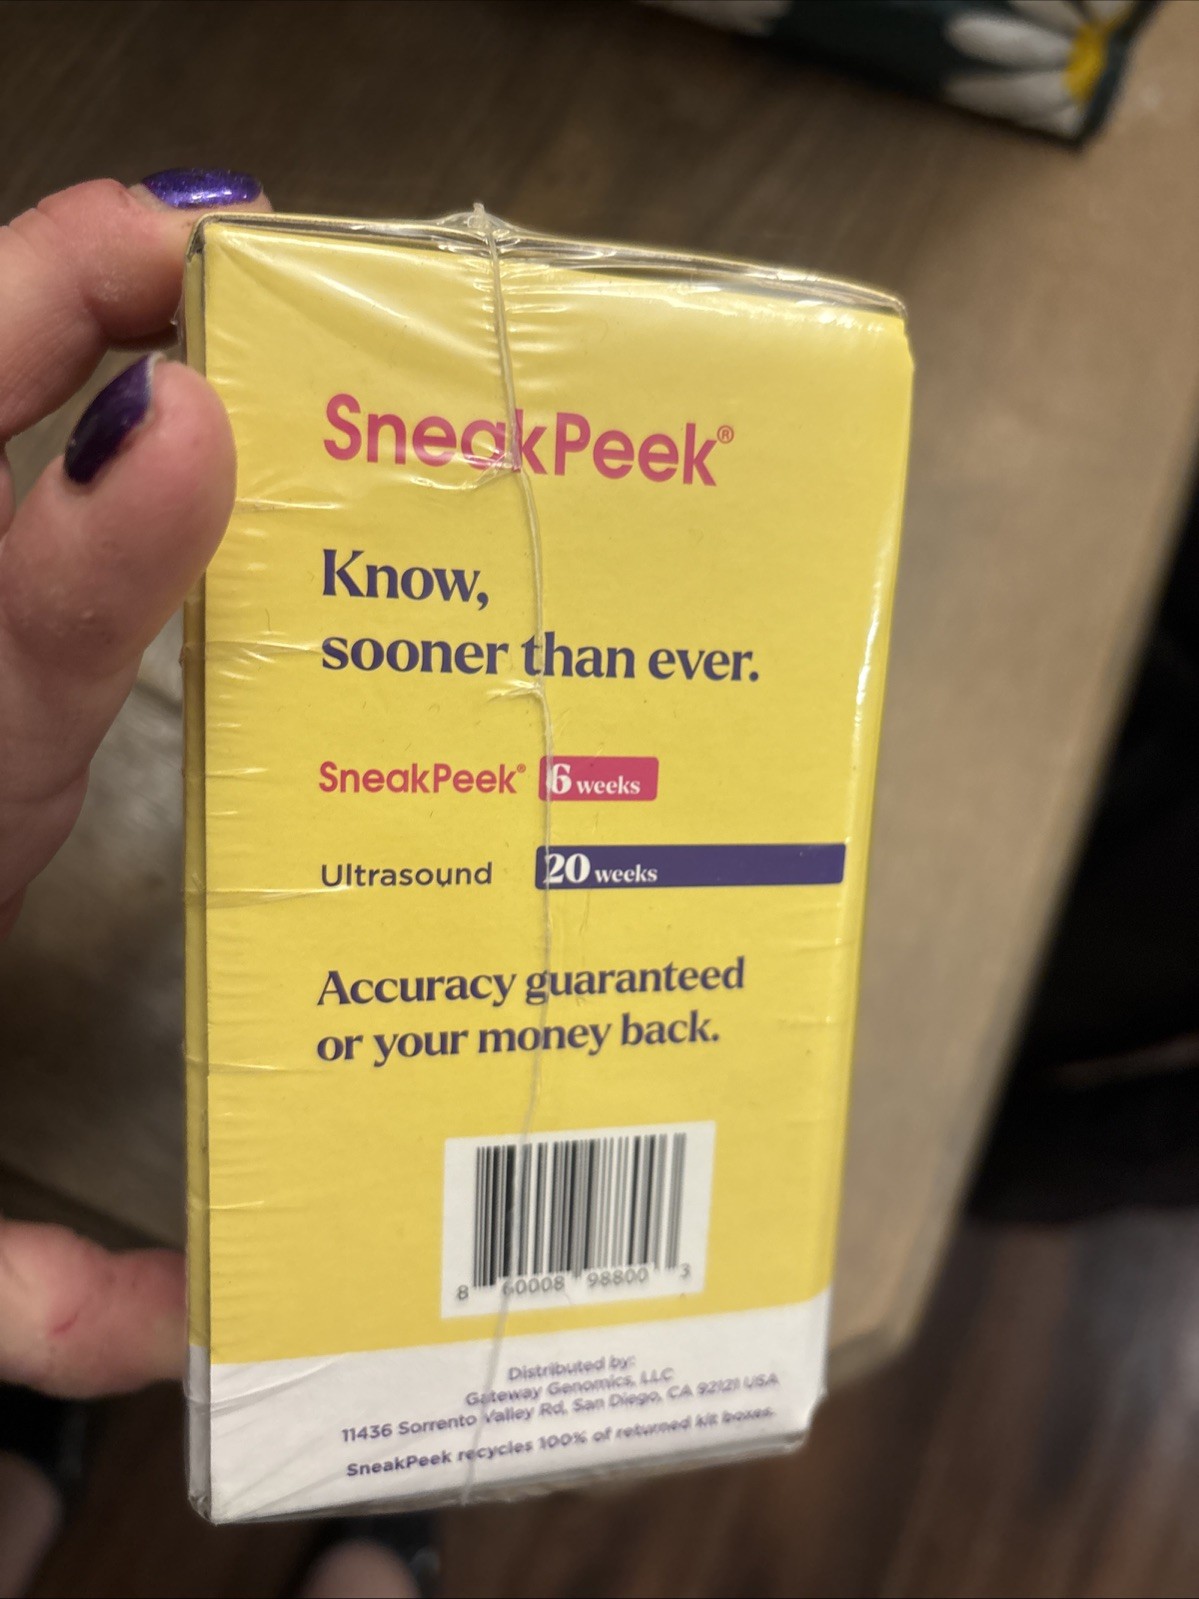 SneakPeek®
Know,
sooner than ever.
SneakPeek® 6 weeks
Ultrasound 20 weeks
Accuracy guaranteed
or your money back.
8 60008 98800 3
Distributed by:
Gateway Genomics, LLC
11436 Sorrento Valley Rd, San Diego, CA 92121 USA
SneakPeek recycles 100% of returned kit boxes.